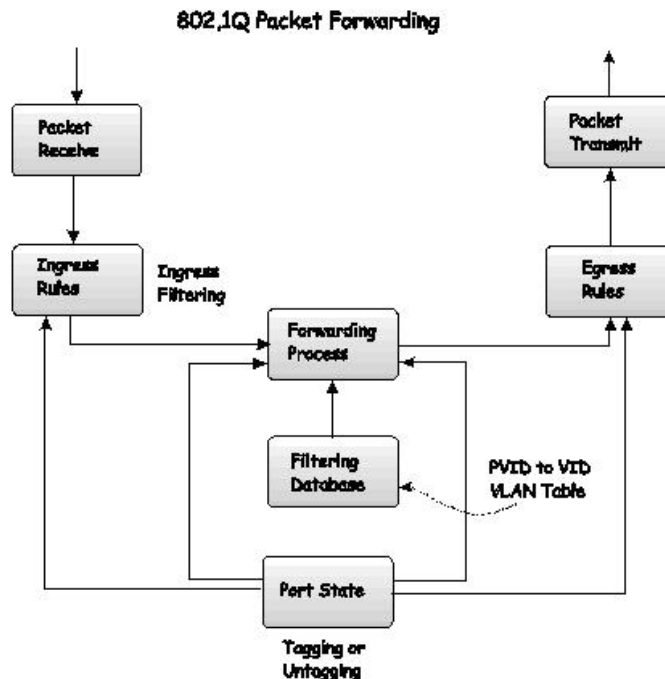 802,1Q Packet Forwarding
Packet
Receive
Packet
Transmit
Ingress
Rules
Ingress
Filtering
Egress
Rules
Forwarding
Process
Filtering
Database
PVID to VID
VLAN Table
Port State
Tagging or
Untagging